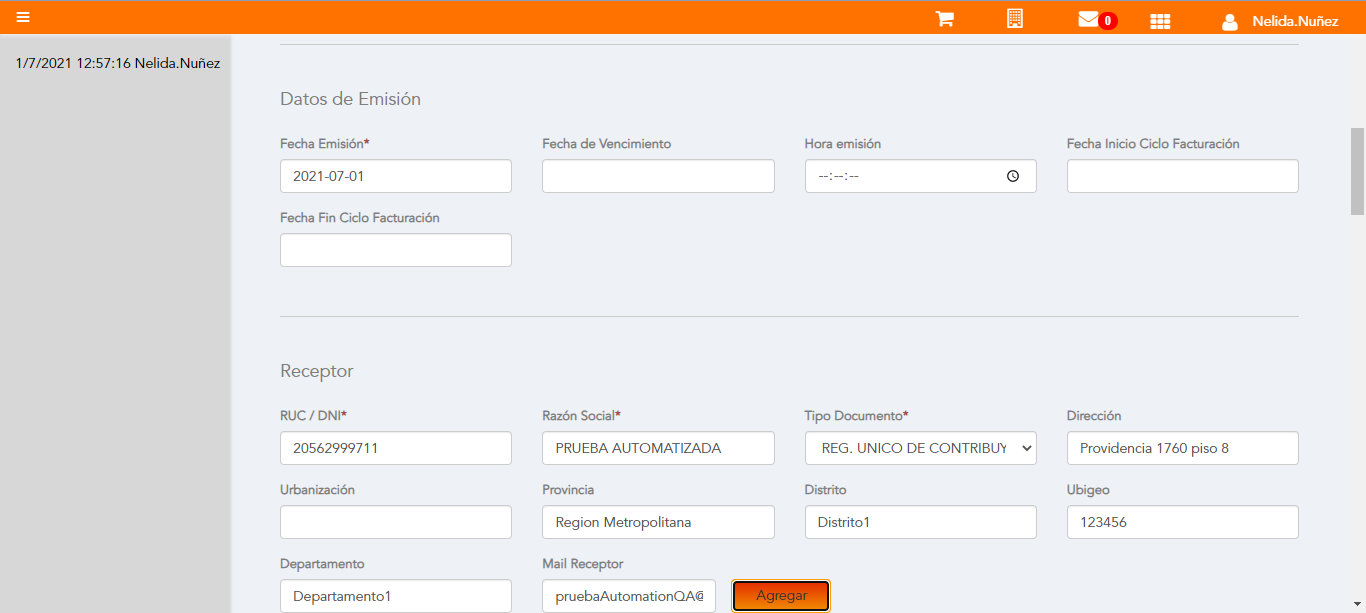 0
Nelida.Nuñez
1/7/2021 12:57:16 Nelida.Nuñez
Datos de Emisión
Fecha Emisión* Fecha de Vencimiento Hora emisión Fecha Inicio Ciclo Facturación
2021-07-01 --:--:--
Fecha Fin Ciclo Facturación
Receptor
RUC / DNI* Razón Social* Tipo Documento* Dirección
20562999711 PRUEBA AUTOMATIZADA REG. UNICO DE CONTRIBUY Providencia 1760 piso 8
Urbanización Provincia Distrito Ubigeo
Region Metropolitana Distrito1 123456
Departamento Mail Receptor
Departamento1 pruebaAutomationQA@ Agregar